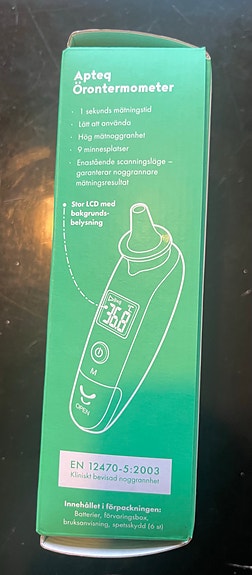 Apteq
Örontermometer
· 1 sekunds mätningstid
· Lätt att använda
· Hög mätnoggranhet
· 9 minnesplatser
· Enastående scanningsläge –
garanterar noggrannare
mätningsresultat
Stor LCD med
bakgrunds-
belysning
°C
36.8
M
OPEN
EN 12470-5:2003
Kliniskt bevisad noggrannhet
Innehållet i förpackningen:
Batterier, förvaringsbox,
bruksanvisning, spetsskydd (6 st)